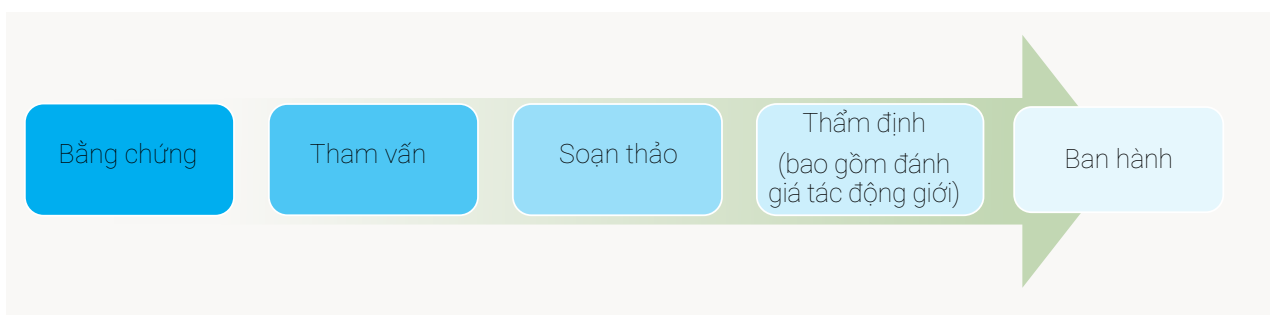 Bằng chứng
Tham vấn
Soạn thảo
Thẩm định
(bao gồm đánh
giá tác động giới)
Ban hành